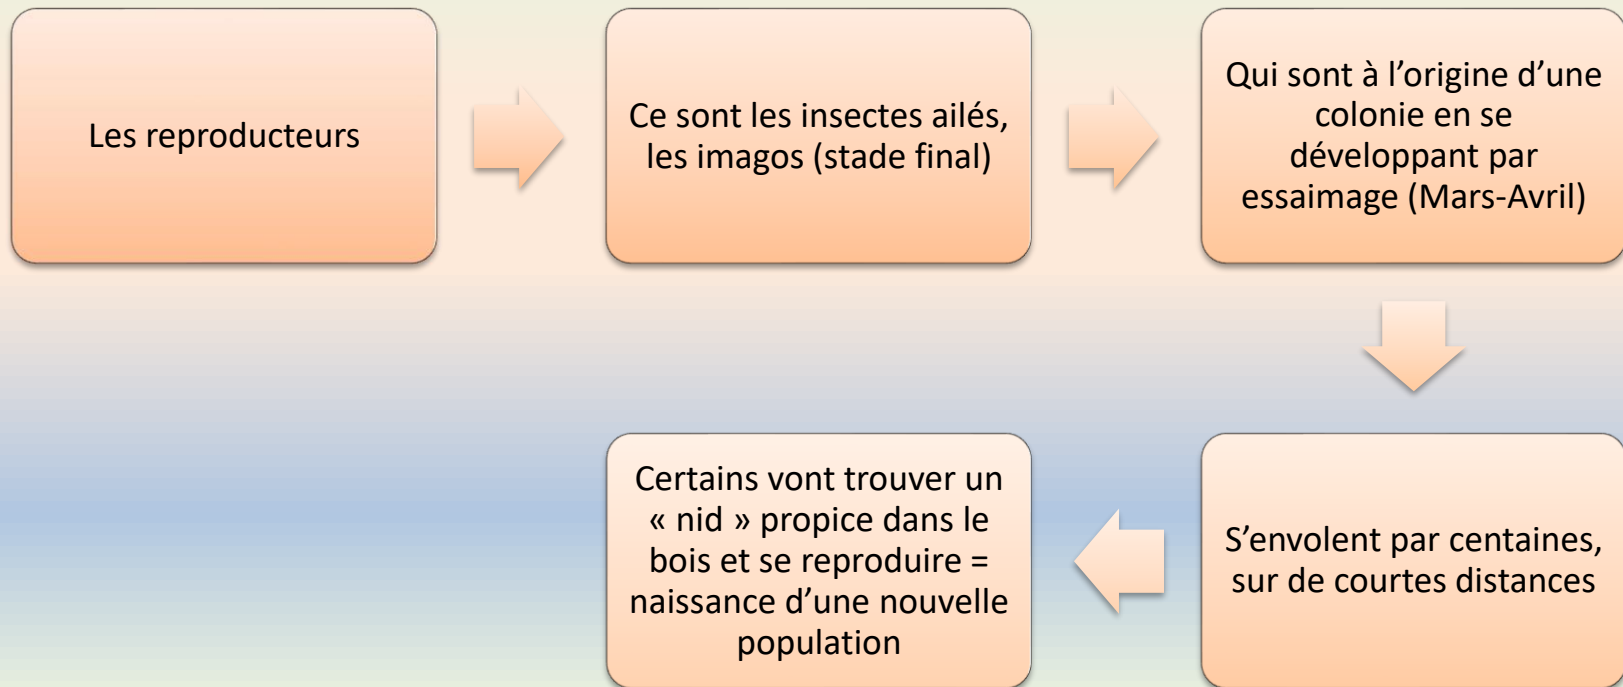 Les reproducteurs
Ce sont les insectes ailés,
les imagos (stade final)
Qui sont à l’origine d’une
colonie en se
développant par
essaimage (Mars-Avril)
S’envolent par centaines,
sur de courtes distances
Certains vont trouver un
« nid » propice dans le
bois et se reproduire =
naissance d’une nouvelle
population